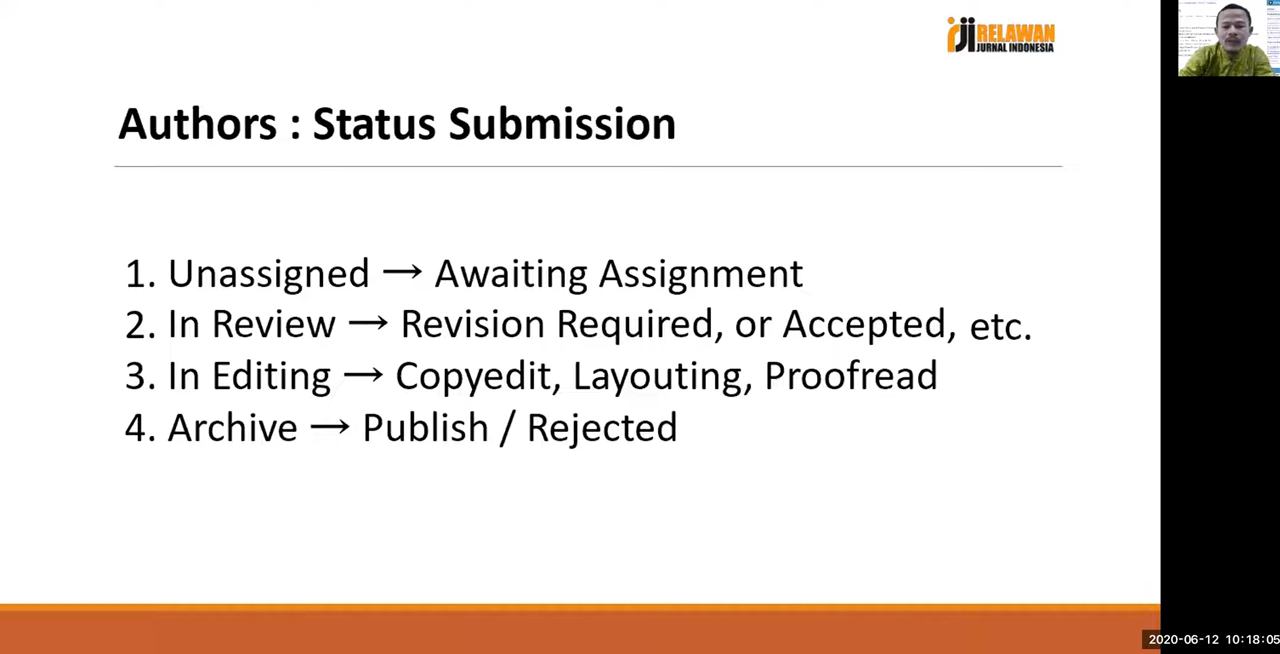 RELAWAN
JURNAL INDONESIA
Authors : Status Submission
1. Unassigned → Awaiting Assignment
2. In Review → Revision Required, or Accepted, etc.
3. In Editing → Copyedit, Layouting, Proofread
4. Archive → Publish / Rejected
2020-06-12 10:18:05